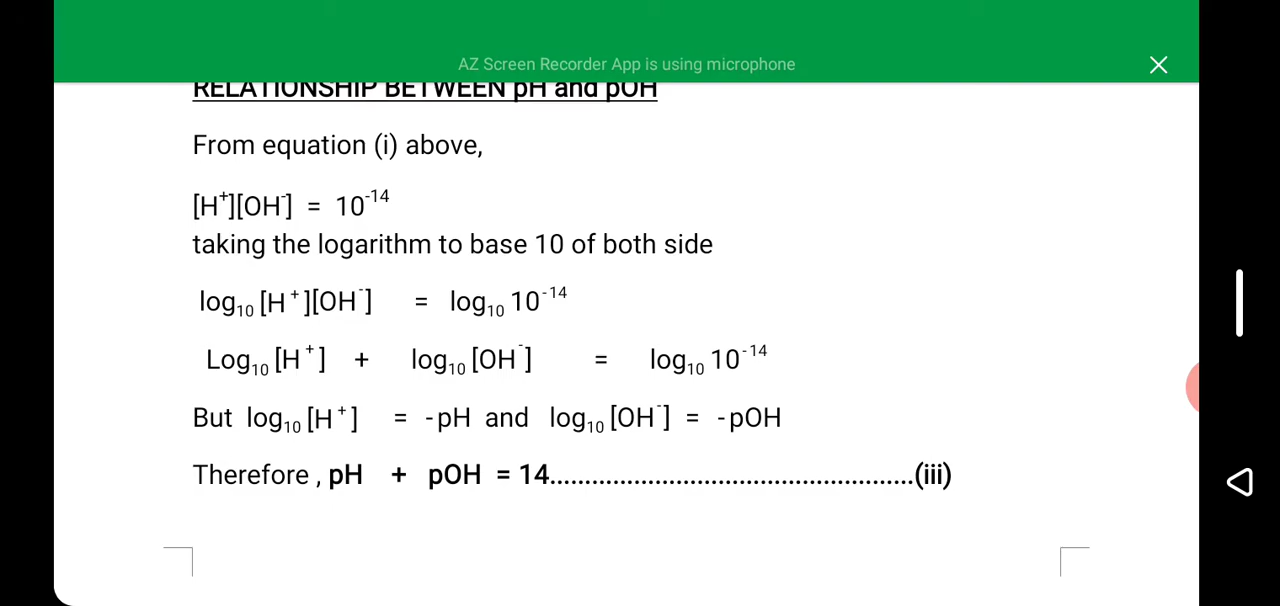 AZ Screen Recorder App is using microphone
RELATIONSHIP BETWEEN pH and pOH
From equation (i) above,
[H⁺][OH⁻] = 10⁻¹⁴
taking the logarithm to base 10 of both side
log₁₀ [H⁺][OH⁻] = log₁₀ 10⁻¹⁴
Log₁₀ [H⁺] + log₁₀ [OH⁻] = log₁₀ 10⁻¹⁴
But log₁₀ [H⁺] = -pH and log₁₀ [OH⁻] = -pOH
Therefore , pH + pOH = 14....................................................(iii)